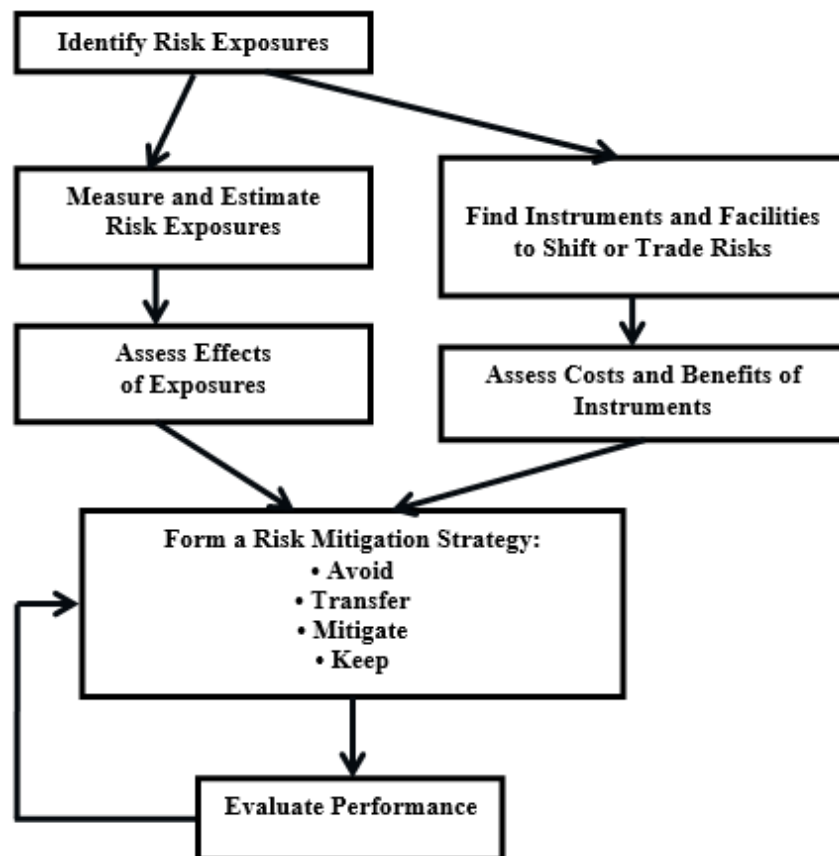 Identify Risk Exposures
Measure and Estimate
Risk Exposures
Find Instruments and Facilities
to Shift or Trade Risks
Assess Effects
of Exposures
Assess Costs and Benefits of
Instruments
Form a Risk Mitigation Strategy:
• Avoid
• Transfer
• Mitigate
• Keep
Evaluate Performance